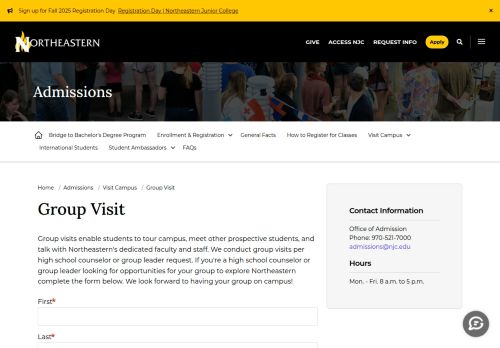 Sign up for Fall 2025 Registration Day Registration Day | Northeastern Junior College ×
NORTHEASTERN
GIVE ACCESS NJC REQUEST INFO Apply
Admissions
Bridge to Bachelor's Degree Program Enrollment & Registration General Facts How to Register for Classes Visit Campus
International Students Student Ambassadors FAQs
Home / Admissions / Visit Campus / Group Visit
Group Visit
Group visits enable students to tour campus, meet other prospective students, and
talk with Northeastern's dedicated faculty and staff. We conduct group visits per
high school counselor or group leader request. If you're a high school counselor or
group leader looking for opportunities for your group to explore Northeastern
complete the form below. We look forward to having your group on campus!
First*
Last*
Contact Information
Office of Admission
Phone: 970-521-7000
admissions@njc.edu
Hours
Mon. - Fri. 8 a.m. to 5 p.m.